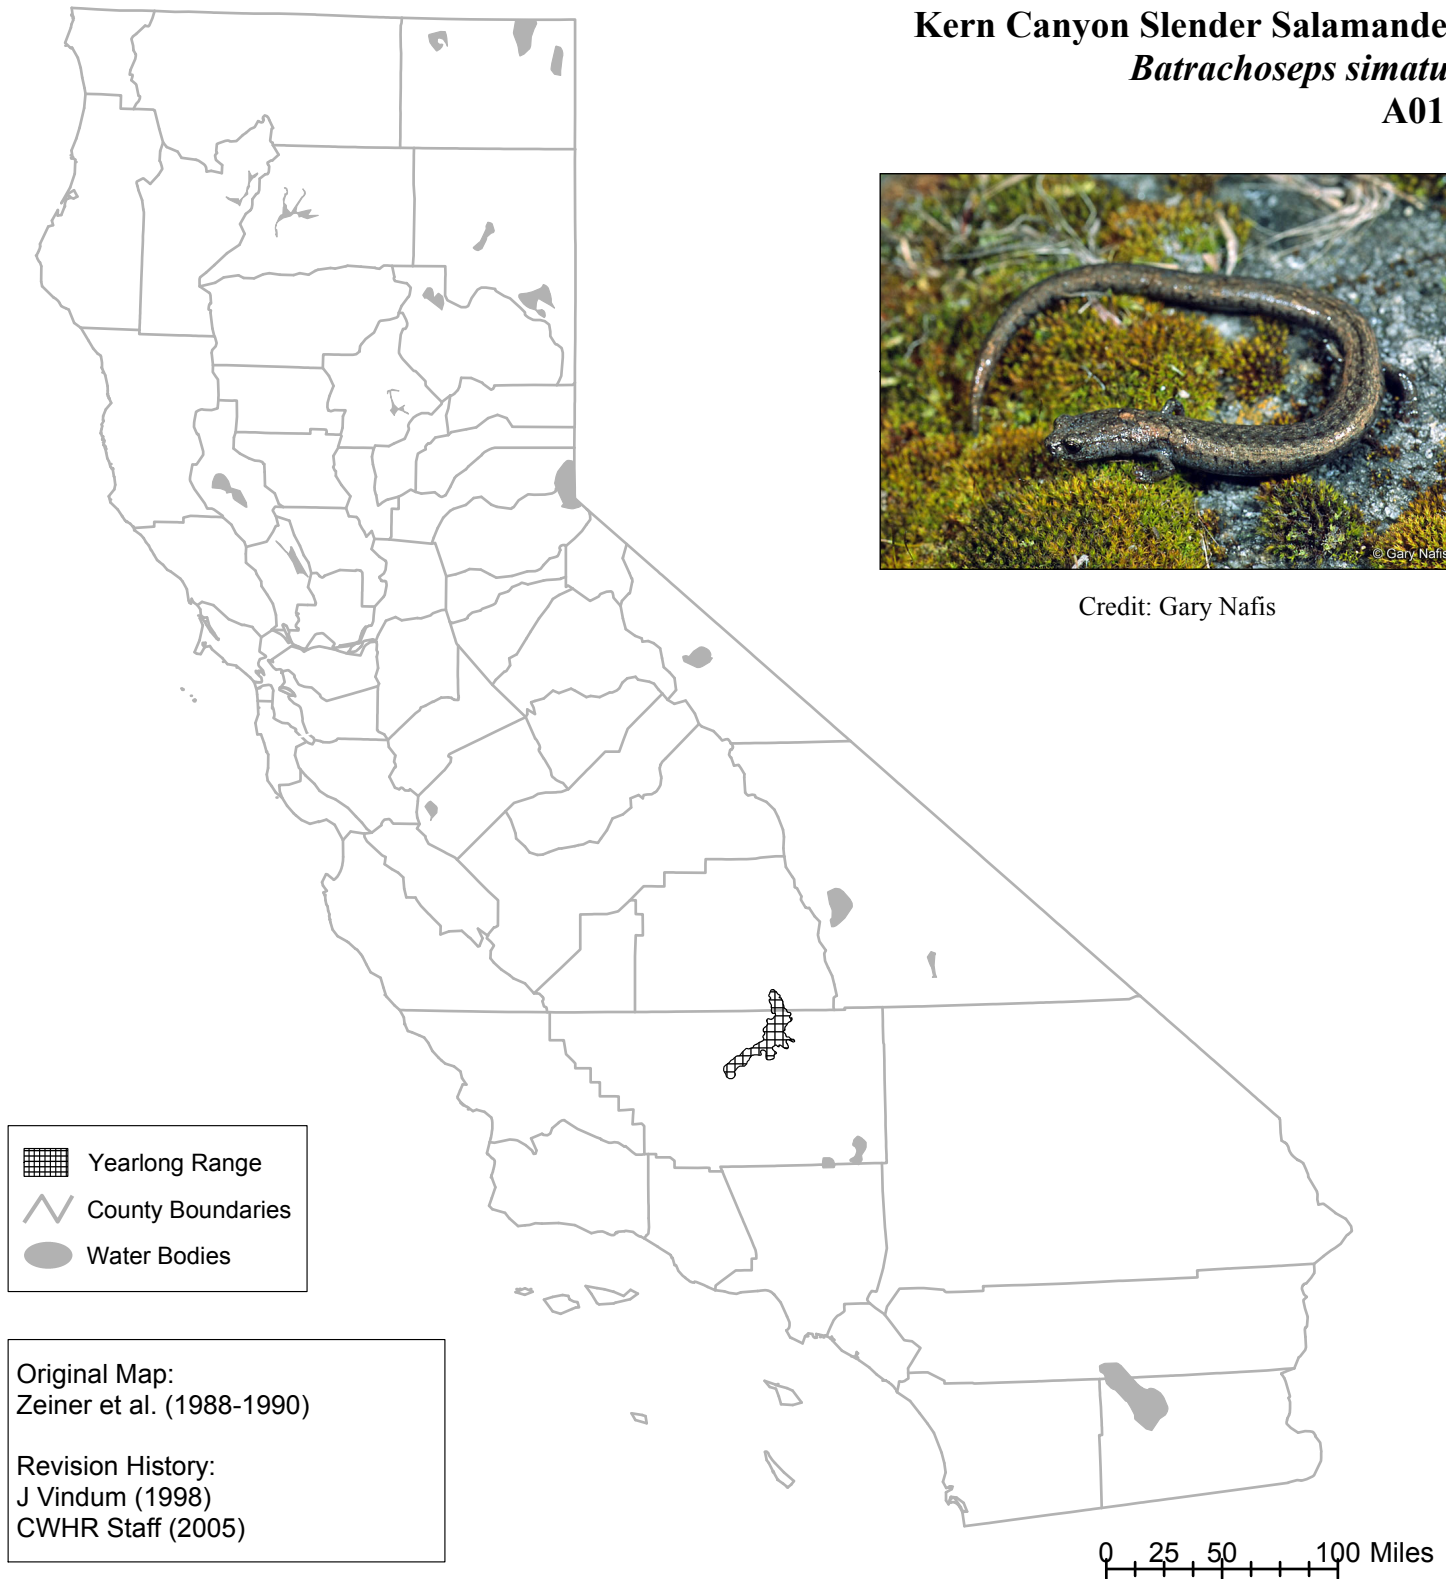 Kern Canyon Slender Salamande
Batrachoseps simatu
A01
© Gary Nafis
Credit: Gary Nafis
Yearlong Range
County Boundaries
Water Bodies
Original Map:
Zeiner et al. (1988-1990)
Revision History:
J Vindum (1998)
CWHR Staff (2005)
0 25 50 100 Miles